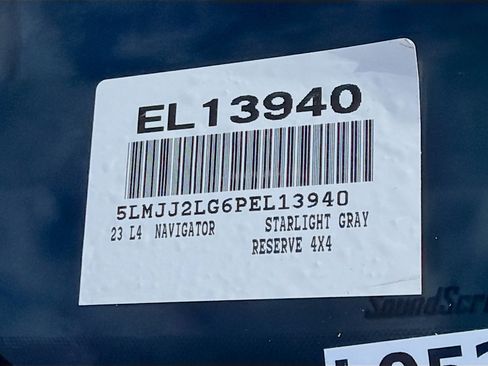 EL13940
5LMJJ2LG6PEL13940
23 L4 NAVIGATOR STARLIGHT GRAY
RESERVE 4X4